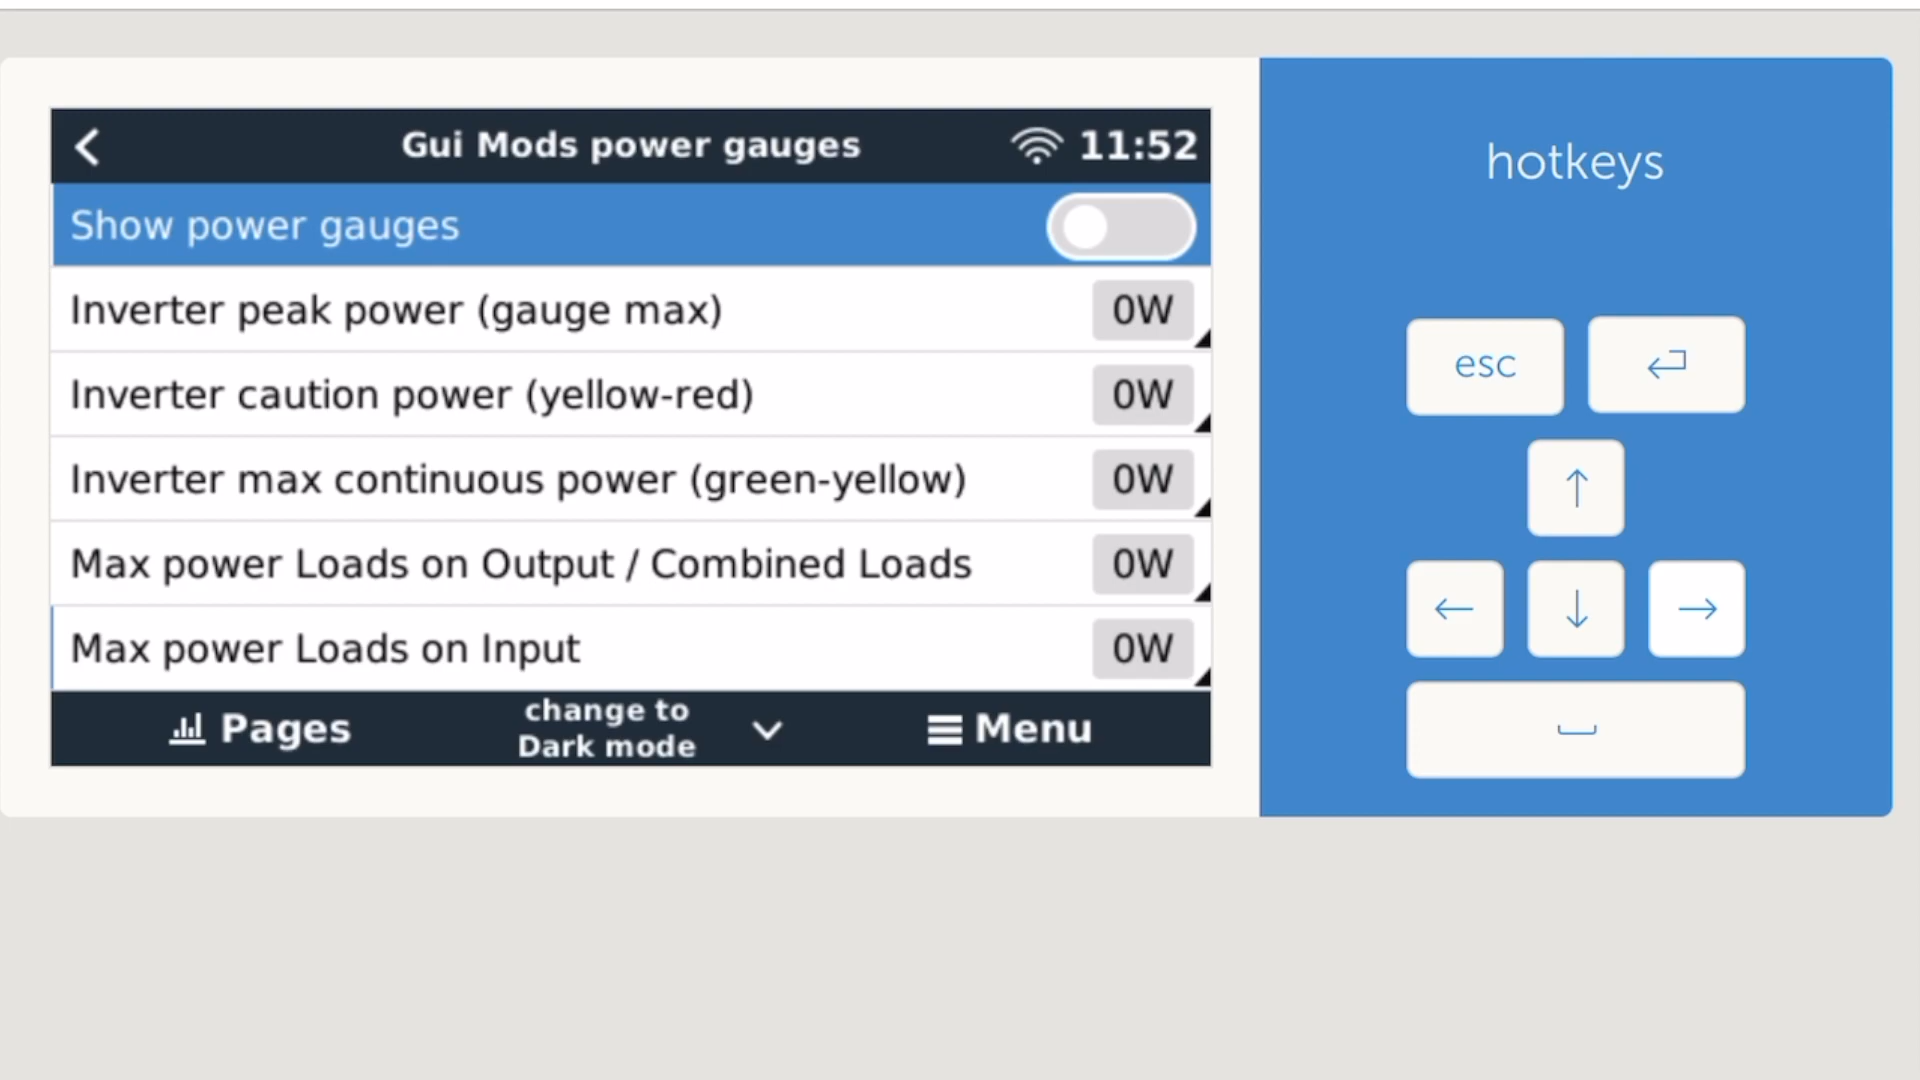 Gui Mods power gauges 11:52
Show power gauges
Inverter peak power (gauge max) 0W
Inverter caution power (yellow-red) 0W
Inverter max continuous power (green-yellow) 0W
Max power Loads on Output / Combined Loads 0W
Max power Loads on Input 0W
Pages
change to
Dark mode
Menu
hotkeys
esc